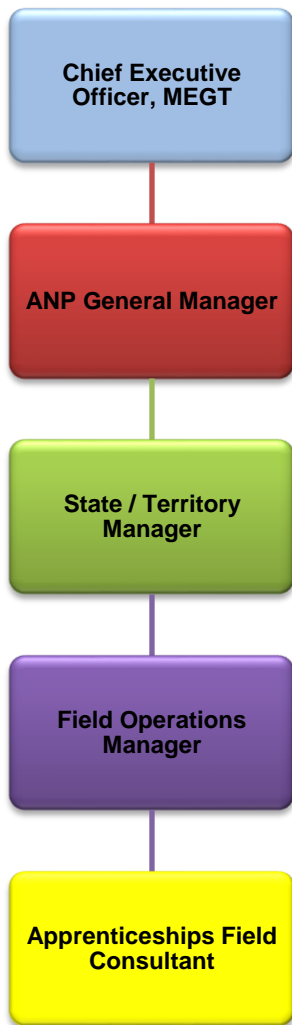 Chief Executive
Officer, MEGT
ANP General Manager
State / Territory
Manager
Field Operations
Manager
Apprenticeships Field
Consultant